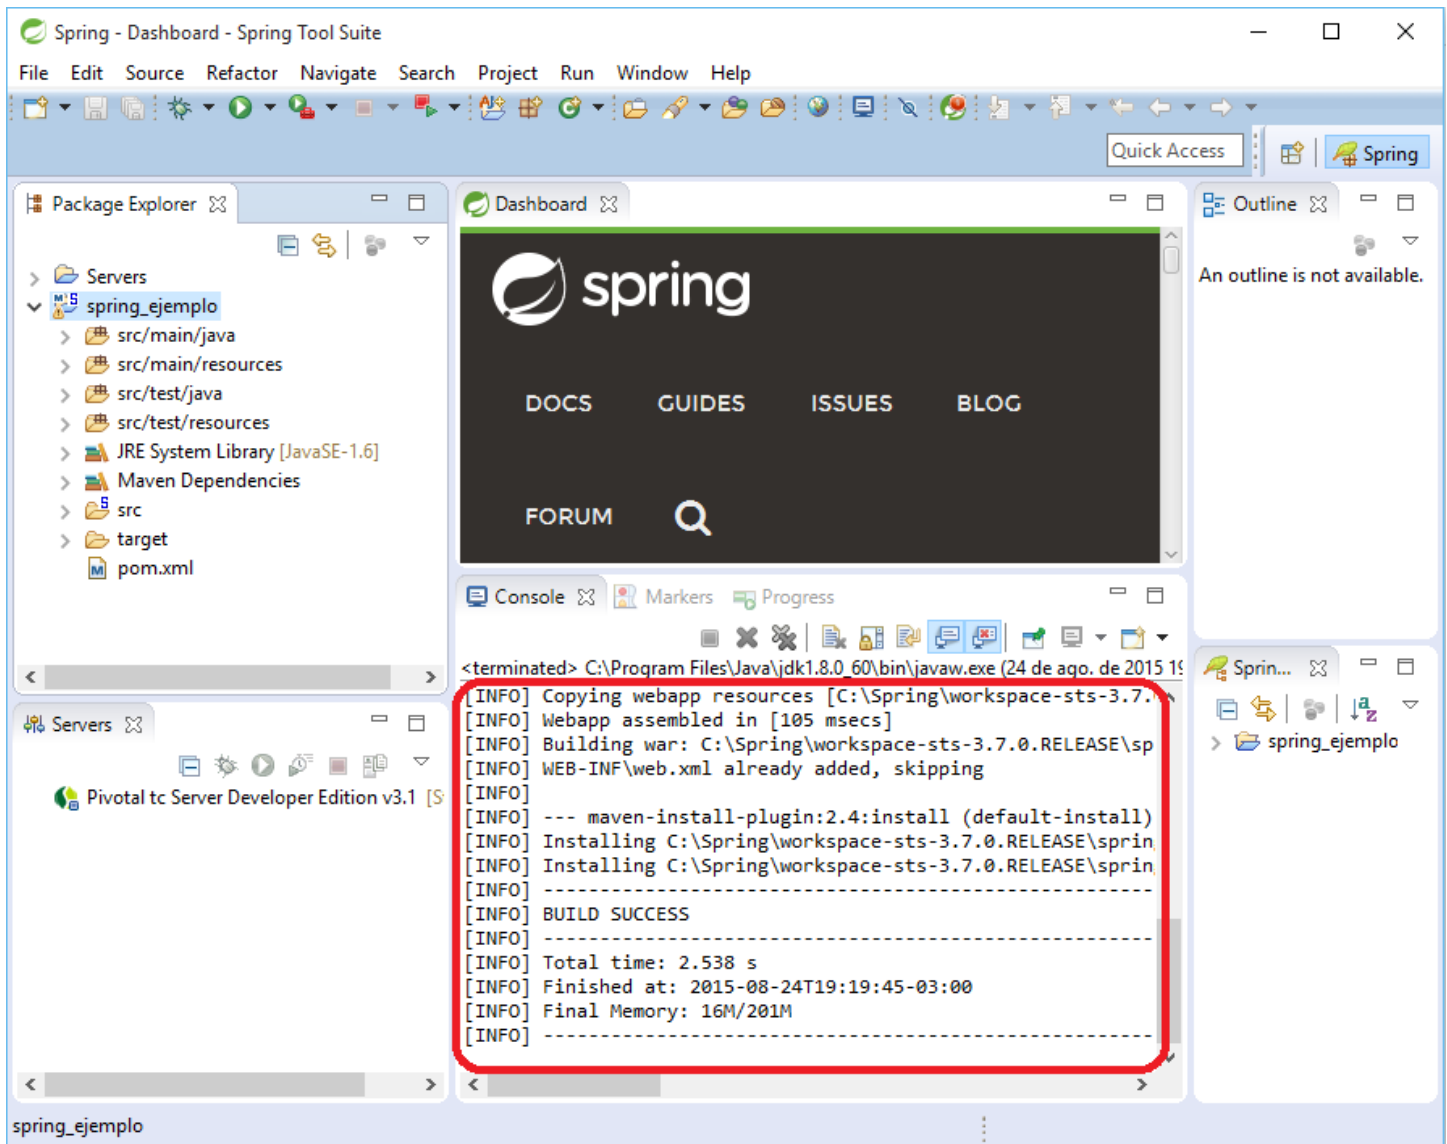 Spring - Dashboard - Spring Tool Suite
File Edit Source Refactor Navigate Search Project Run Window Help
Quick Access
Spring
Package Explorer
Servers
spring_ejemplo
src/main/java
src/main/resources
src/test/java
src/test/resources
JRE System Library [JavaSE-1.6]
Maven Dependencies
src
target
pom.xml
Servers
Pivotal tc Server Developer Edition v3.1 [S
Dashboard
spring
DOCS GUIDES ISSUES BLOG
FORUM
Console Markers Progress
<terminated> C:\Program Files\Java\jdk1.8.0_60\bin\javaw.exe (24 de ago. de 2015 19
[INFO] Copying webapp resources [C:\Spring\workspace-sts-3.7.
[INFO] Webapp assembled in [105 msecs]
[INFO] Building war: C:\Spring\workspace-sts-3.7.0.RELEASE\sp
[INFO] WEB-INF\web.xml already added, skipping
[INFO]
[INFO] --- maven-install-plugin:2.4:install (default-install)
[INFO] Installing C:\Spring\workspace-sts-3.7.0.RELEASE\sprin
[INFO] Installing C:\Spring\workspace-sts-3.7.0.RELEASE\sprin
[INFO] ----------------------------------------------------
[INFO] BUILD SUCCESS
[INFO] ----------------------------------------------------
[INFO] Total time: 2.538 s
[INFO] Finished at: 2015-08-24T19:19:45-03:00
[INFO] Final Memory: 16M/201M
[INFO] ----------------------------------------------------
Outline
An outline is not available.
Sprin...
spring_ejemplo
spring_ejemplo